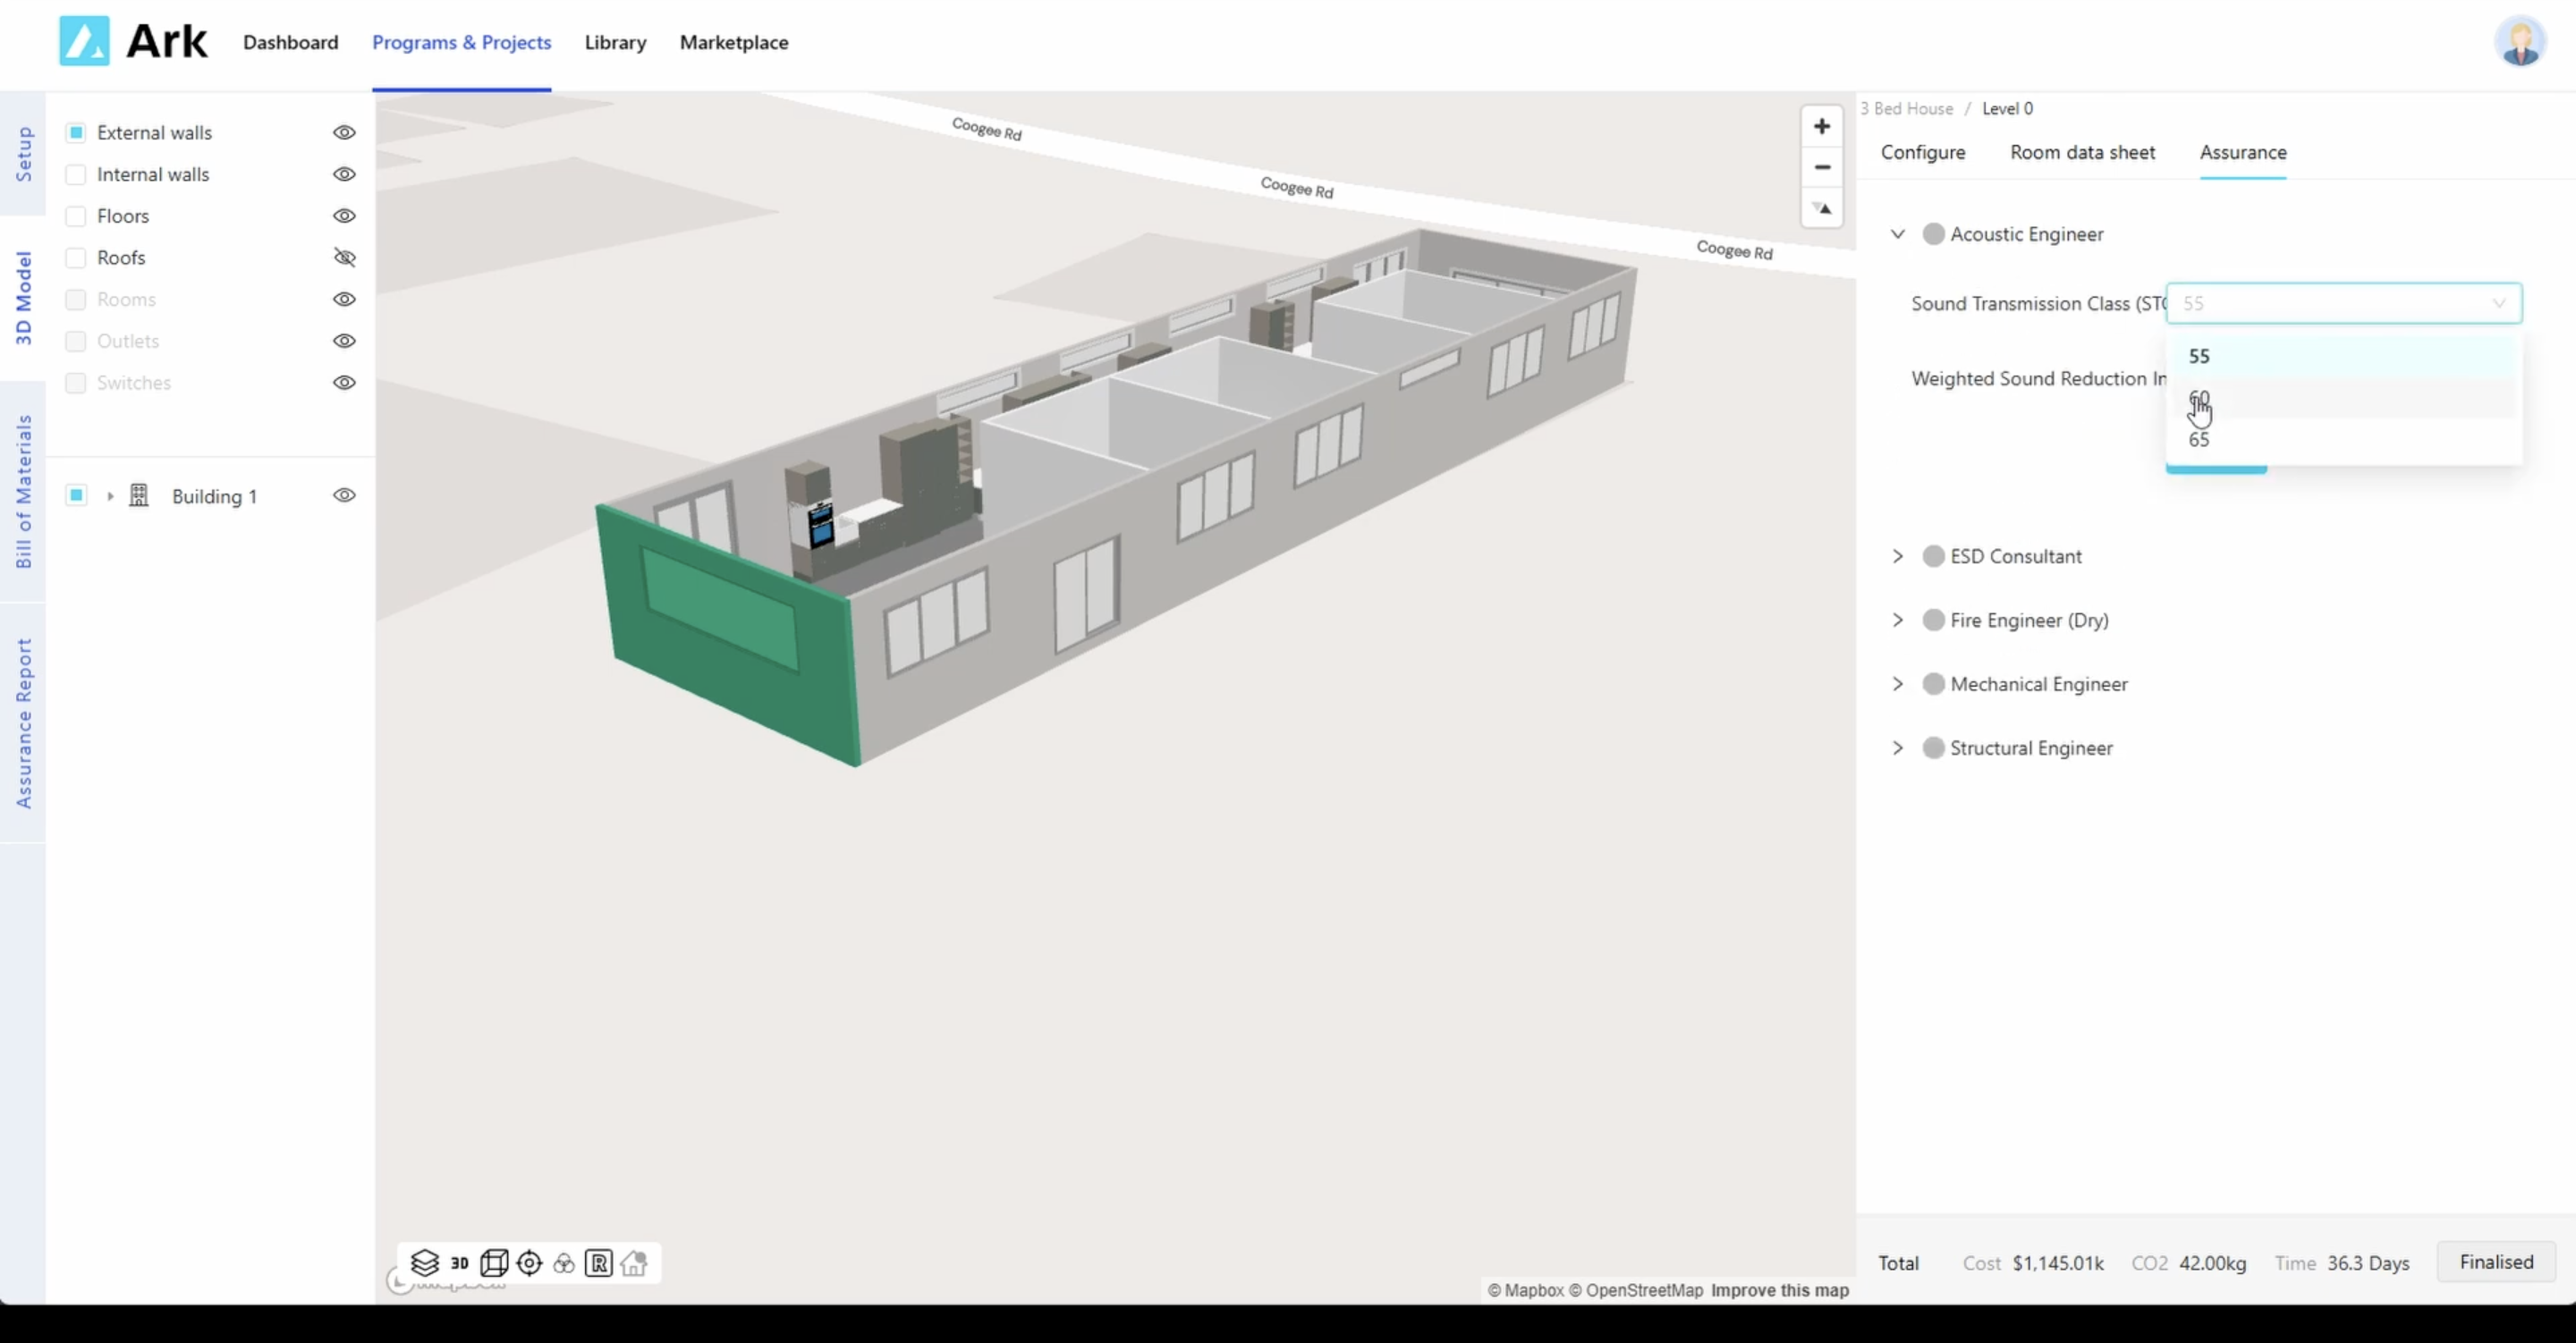 Ark
Dashboard
Programs & Projects
Library
Marketplace
Setup
3D Model
Bill of Materials
Assurance Report
External walls
Internal walls
Floors
Roofs
Rooms
Outlets
Switches
Building 1
Coogee Rd
Coogee Rd
Coogee Rd
3D
R
© Mapbox © OpenStreetMap Improve this map
3 Bed House / Level 0
Configure
Room data sheet
Assurance
Acoustic Engineer
Sound Transmission Class (STC
55
55
60
65
Weighted Sound Reduction In
ESD Consultant
Fire Engineer (Dry)
Mechanical Engineer
Structural Engineer
Total Cost $1,145.01k CO2 42.00kg Time 36.3 Days Finalised